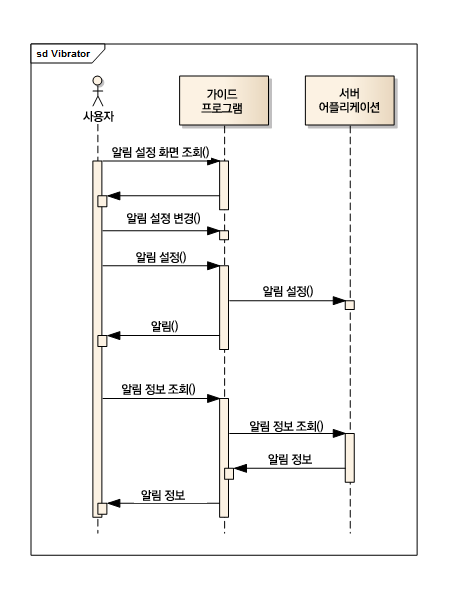 sd Vibrator
사용자
가이드
프로그램
서버
어플리케이션
알림 설정 화면 조회()
알림 설정 변경()
알림 설정()
알림 설정()
알림()
알림 정보 조회()
알림 정보 조회()
알림 정보
알림 정보